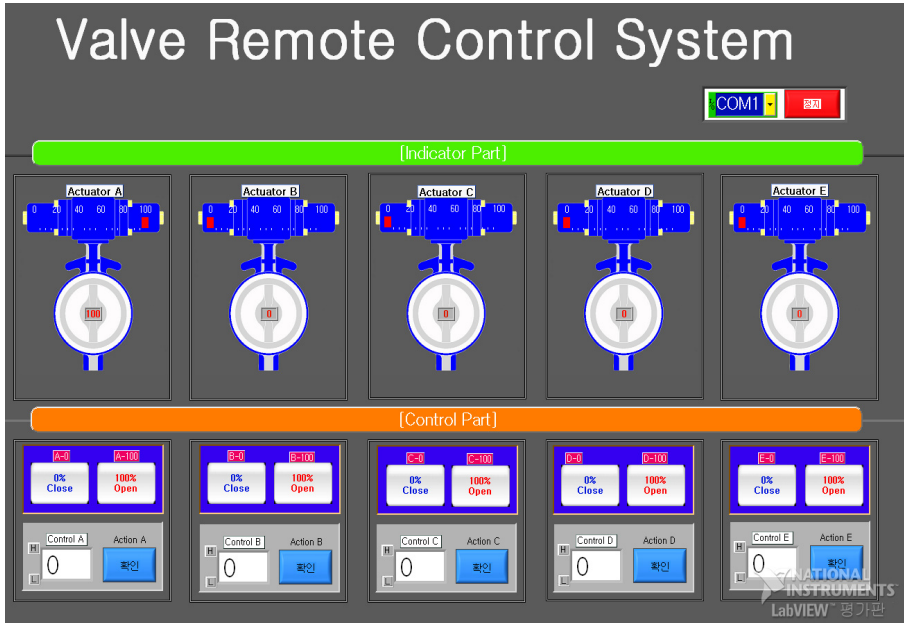 Valve Remote Control System
COM1 정지
[Indicator Part]
Actuator A
0 20 40 60 80 100
100
Actuator B
0 20 40 60 80 100
0
Actuator C
0 20 40 60 80 100
0
Actuator D
0 20 40 60 80 100
0
Actuator E
0 20 40 60 80 100
0
[Control Part]
A-0 A-100
0% 100%
Close Open
B-0 B-100
0% 100%
Close Open
C-0 C-100
0% 100%
Close Open
D-0 D-100
0% 100%
Close Open
E-0 E-100
0% 100%
Close Open
Control A Action A
H
0 확인
L
Control B Action B
H
0 확인
L
Control C Action C
H
0 확인
L
Control D Action D
H
0 확인
L
Control E Action E
H
0 확인
L
NATIONAL
INSTRUMENTS
LabVIEW™ 평가판